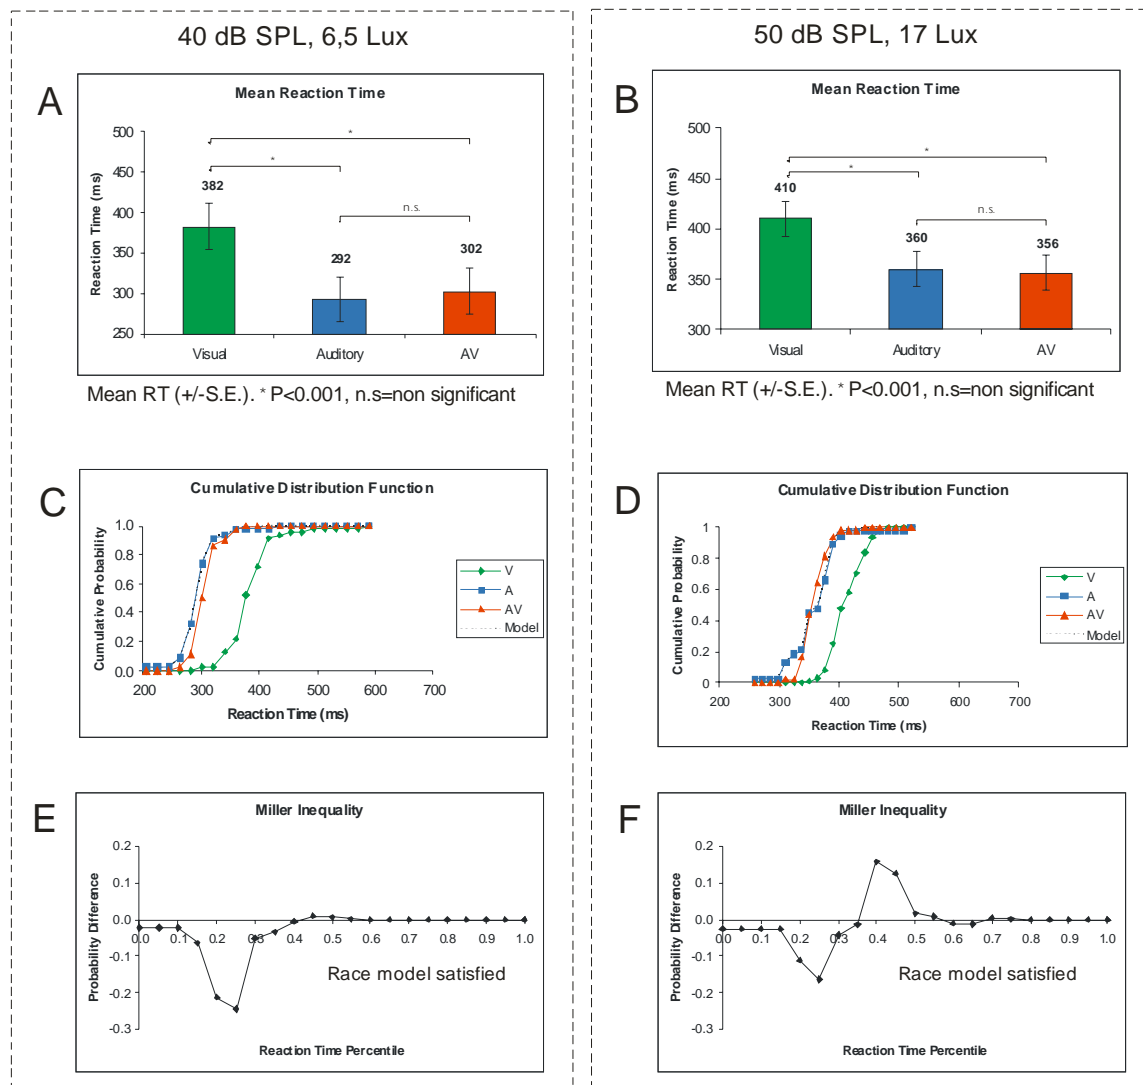 40 dB SPL, 6,5 Lux
A
Mean Reaction Time
Reaction Time (ms)
500
450
400
350
300
250
*
*
n.s.
382
292
302
Visual Auditory AV
Mean RT (+/-S.E.). * P<0.001, n.s=non significant
C
Cumulative Distribution Function
Cumulative Probability
1.0
0.8
0.6
0.4
0.2
0.0
200 300 400 500 600 700
Reaction Time (ms)
V
A
AV
Model
E
Miller Inequality
Probability Difference
0.2
0.1
0.0
-0.1
-0.2
-0.3
0.0 0.1 0.2 0.3 0.4 0.5 0.6 0.7 0.8 0.9 1.0
Race model satisfied
Reaction Time Percentile
50 dB SPL, 17 Lux
B
Mean Reaction Time
Reaction Time (ms)
500
450
400
350
300
*
*
n.s.
410
360
356
Visual Auditory AV
Mean RT (+/-S.E.). * P<0.001, n.s=non significant
D
Cumulative Distribution Function
Cumulative Probability
1
0.8
0.6
0.4
0.2
0
200 300 400 500 600 700
Reaction Time (ms)
V
A
AV
Model
F
Miller Inequality
Probability Difference
0.2
0.1
0.0
-0.1
-0.2
-0.3
0.0 0.1 0.2 0.3 0.4 0.5 0.6 0.7 0.8 0.9 1.0
Race model satisfied
Reaction Time Percentile